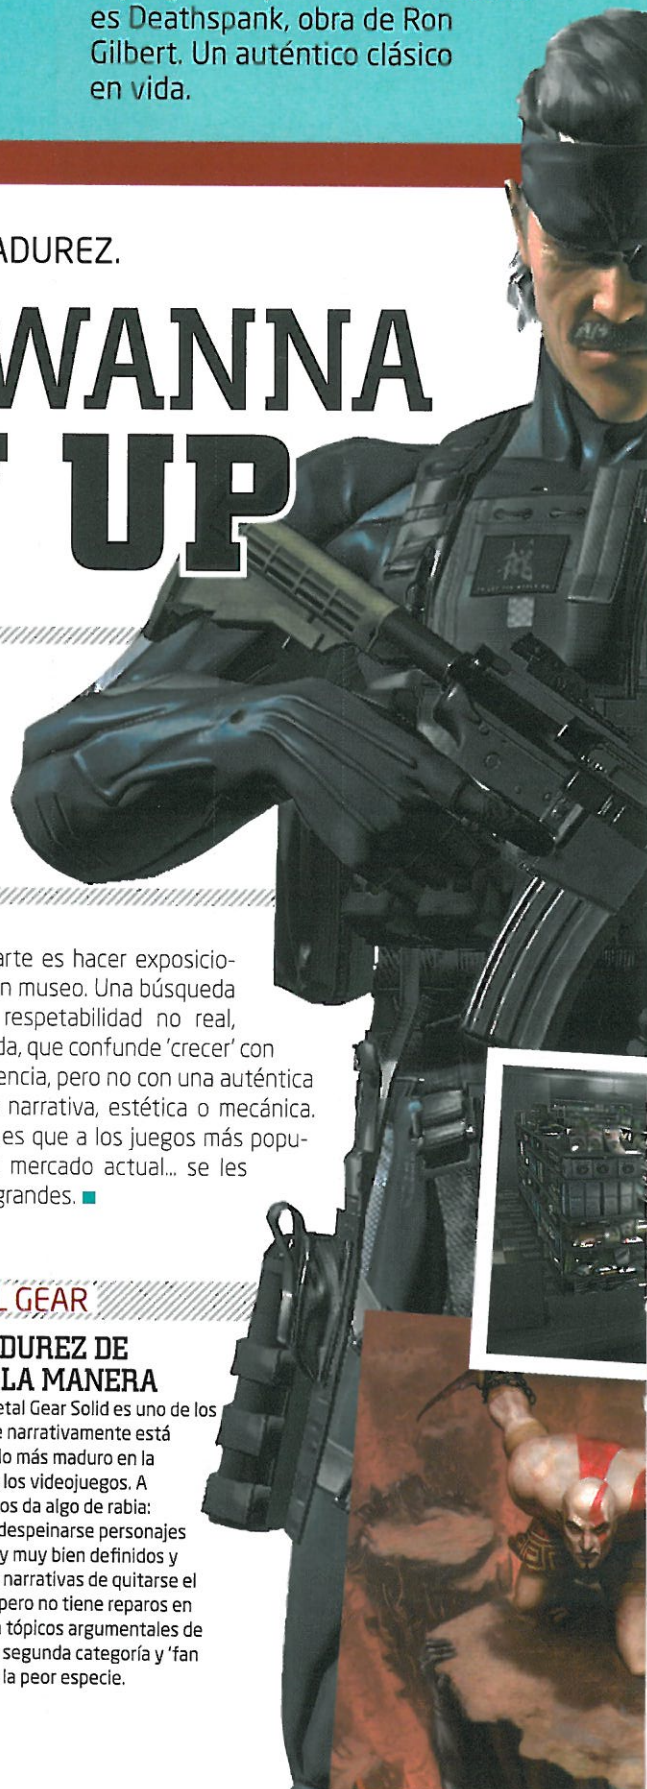 es Deathspank, obra de Ron
Gilbert. Un auténtico clásico
en vida.
ADUREZ.
WANNA
UP
arte es hacer exposicio-
n museo. Una búsqueda
respetabilidad no real,
da, que confunde 'crecer' con
encia, pero no con una auténtica
narrativa, estética o mecánica.
es que a los juegos más popu-
mercado actual... se les
grandes.
L GEAR
DUREZ DE
LA MANERA
etal Gear Solid es uno de los
e narrativamente está
lo más maduro en la
los videojuegos. A
os da algo de rabia:
despeinarse personajes
y muy bien definidos y
narrativas de quitarse el
pero no tiene reparos en
n tópicos argumentales de
segunda categoría y 'fan
la peor especie.